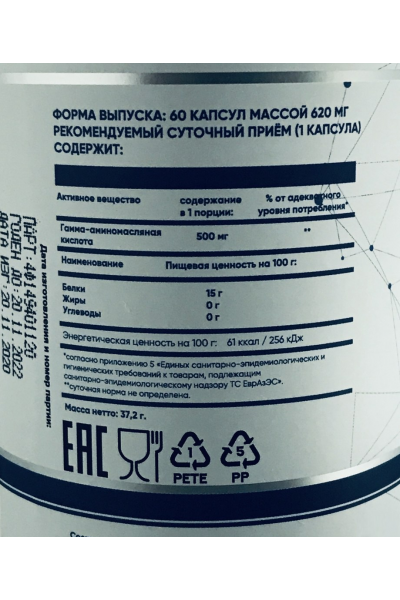 ФОРМА ВЫПУСКА: 60 КАПСУЛ МАССОЙ 620 МГ
РЕКОМЕНДУЕМЫЙ СУТОЧНЫЙ ПРИЁМ (1 КАПСУЛА)
СОДЕРЖИТ:
Активное вещество
содержание
в 1 порции:
% от адекватного
уровня потребления*
Гамма-аминомасляная
кислота
500 мг
**
Наименование
Пищевая ценность на 100 г:
Белки 15 г
Жиры 0 г
Углеводы 0 г
Энергетическая ценность на 100 г: 61 ккал / 256 кДж
*согласно приложению 5 «Единых санитарно-эпидемиологических и
гигиенических требований к товарам, подлежащим
санитарно-эпидемиологическому надзору ТС ЕврАзЭС».
**суточная норма не определена.
Масса нетто: 37,2 г.
EAC
1
PETE
5
PP
Дата изготовления и номер партии:
ГОДЕН ДО: 20.11.2022
ДАТА ИЗГ: 20.11.2020